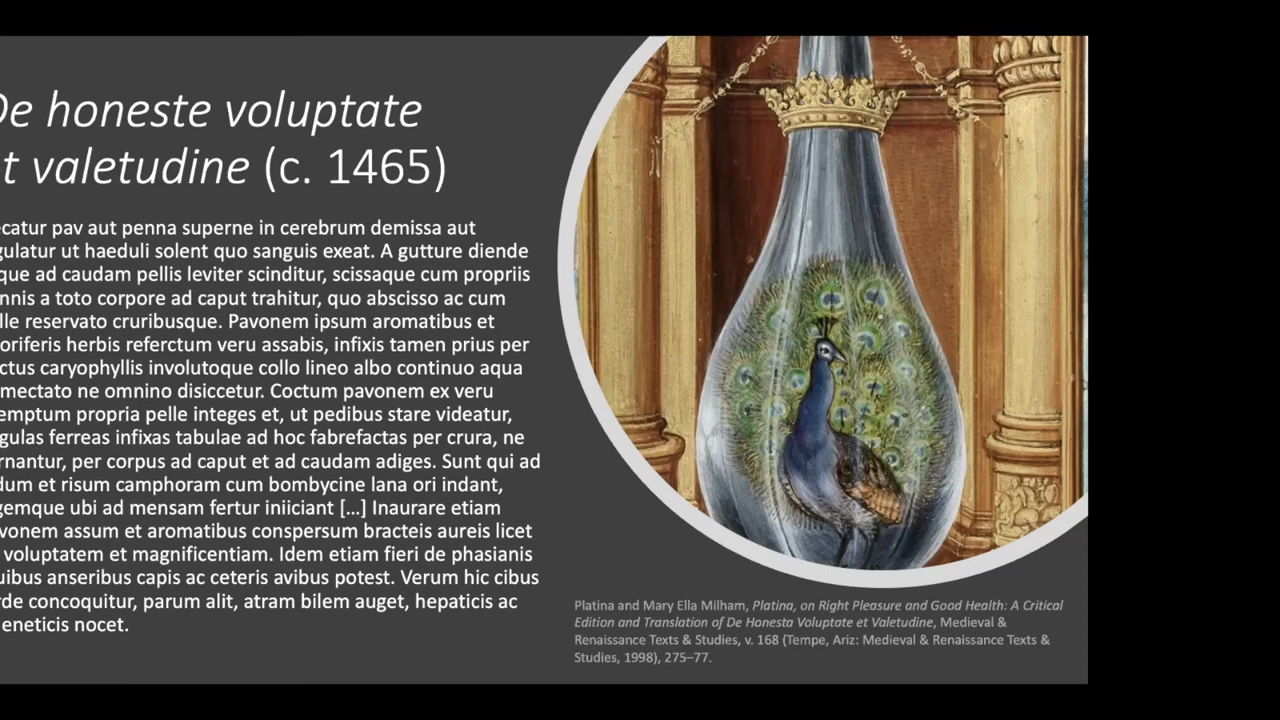 De honeste voluptate
t valetudine (c. 1465)
ecatur pav aut penna superne in cerebrum demissa aut
gulatur ut haeduli solent quo sanguis exeat. A gutture diende
que ad caudam pellis leviter scinditur, scissaque cum propriis
nnis a toto corpore ad caput trahitur, quo abscisso ac cum
lle reservato cruribusque. Pavonem ipsum aromatibus et
oriferis herbis refertum veru assabis, infixis tamen prius per
ctus caryophyllis involutoque collo lineo albo continuo aqua
mectato ne omnino disiccetur. Coctum pavonem ex veru
emptum propria pelle integes et, ut pedibus stare videatur,
gulas ferreas infixas tabulae ad hoc fabrefactas per crura, ne
rnantur, per corpus ad caput et ad caudam adiges. Sunt qui ad
dum et risum camphoram cum bombycine lana ori indant,
gemque ubi ad mensam fertur iniiciant [...] Inaurare etiam
vonem assum et aromatibus conspersum bracteis aureis licet
voluptatem et magnificentiam. Idem etiam fieri de phasianis
uibus anseribus capis ac ceteris avibus potest. Verum hic cibus
rde concoquitur, parum alit, atram bilem auget, hepaticis ac
eneticis nocet.
Platina and Mary Ella Milham, Platina, on Right Pleasure and Good Health: A Critical
Edition and Translation of De Honesta Voluptate et Valetudine, Medieval &
Renaissance Texts & Studies, v. 168 (Tempe, Ariz: Medieval & Renaissance Texts &
Studies, 1998), 275–77.